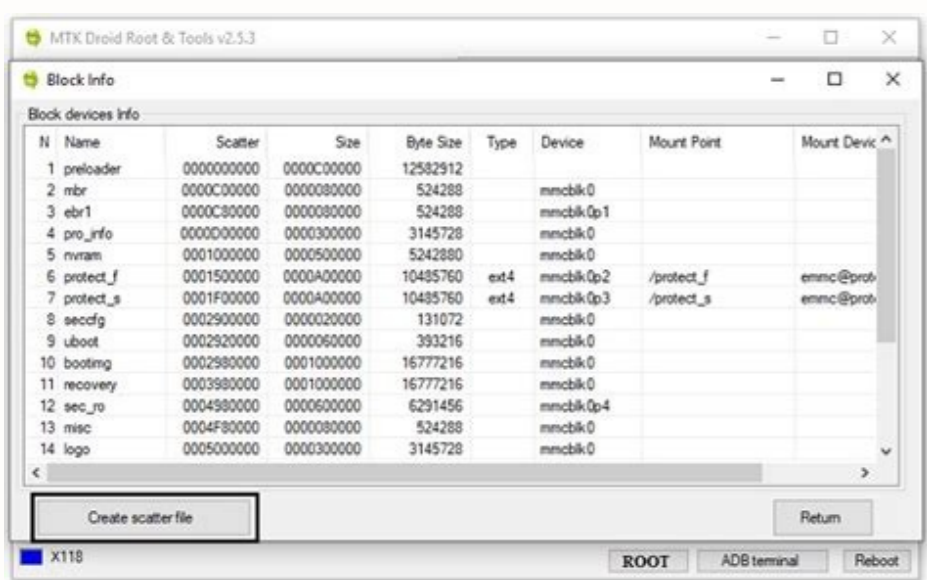 MTK Droid Root & Tools v2.5.3
Block Info
Block devices Info
N Name Scatter Size Byte Size Type Device Mount Point Mount Devic
1 preloader 0000000000 0000C00000 12582912
2 mbr 0000C00000 0000080000 524288 mmcblk0
3 ebr1 0000C80000 0000080000 524288 mmcblk0p1
4 pro_info 0000D00000 0000300000 3145728 mmcblk0
5 nvram 0001000000 0000500000 5242880 mmcblk0
6 protect_f 0001500000 0000A00000 10485760 ext4 mmcblk0p2 /protect_f emmc@prot
7 protect_s 0001F00000 0000A00000 10485760 ext4 mmcblk0p3 /protect_s emmc@prot
8 seccfg 0002900000 0000020000 131072 mmcblk0
9 uboot 0002920000 0000060000 393216 mmcblk0
10 bootimg 0002980000 0001000000 16777216 mmcblk0
11 recovery 0003980000 0001000000 16777216 mmcblk0
12 sec_ro 0004980000 0000600000 6291456 mmcblk0p4
13 misc 0004F80000 0000080000 524288 mmcblk0
14 logo 0005000000 0000300000 3145728 mmcblk0
Create scatter file Return
X118 ROOT ADB terminal Reboot